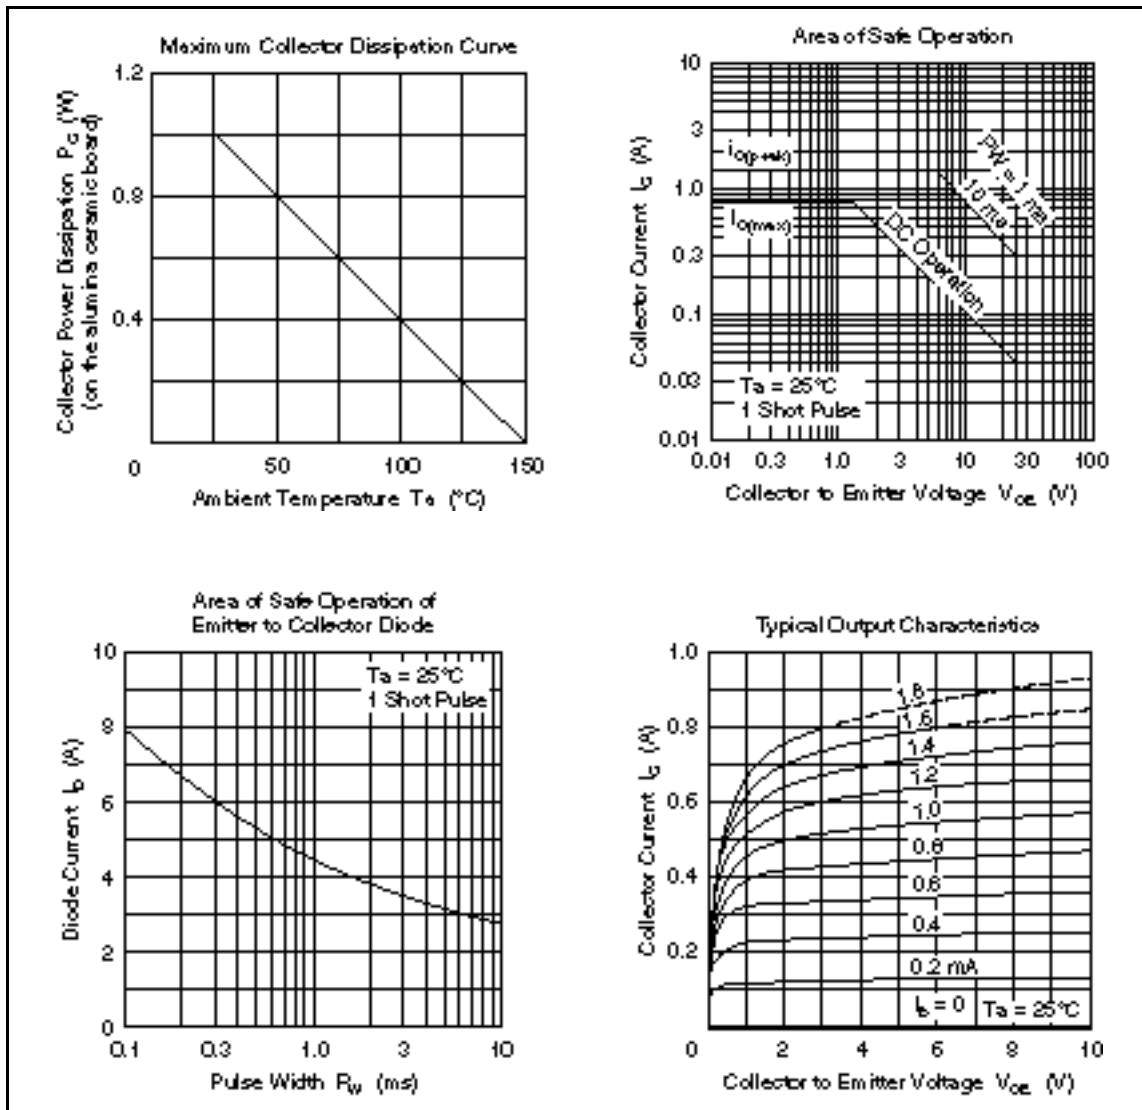 Maximum Collector Dissipation Curve
Collector Power Dissipation P_C (W)
(on the alumina ceramic board)
1.2
0.8
0.4
0
50
100
150
Ambient Temperature Ta (°C)
Area of Safe Operation
Collector Current I_C (A)
10
3
1.0
0.3
0.1
0.03
0.01
i_C(peak)
I_C(max)
PW = 1 ms
10 ms
DC Operation
Ta = 25°C
1 Shot Pulse
0.01
0.3
1.0
3
10
30
100
Collector to Emitter Voltage V_CE (V)
Area of Safe Operation of
Emitter to Collector Diode
Diode Current I_D (A)
10
8
6
4
2
0
Ta = 25°C
1 Shot Pulse
0.1
0.3
1.0
3
10
Pulse Width P_W (ms)
Typical Output Characteristics
Collector Current I_C (A)
1.0
0.8
0.6
0.4
0.2
1.8
1.6
1.4
1.2
1.0
0.8
0.6
0.4
0.2 mA
I_B = 0
Ta = 25°C
0
2
4
6
8
10
Collector to Emitter Voltage V_CE (V)